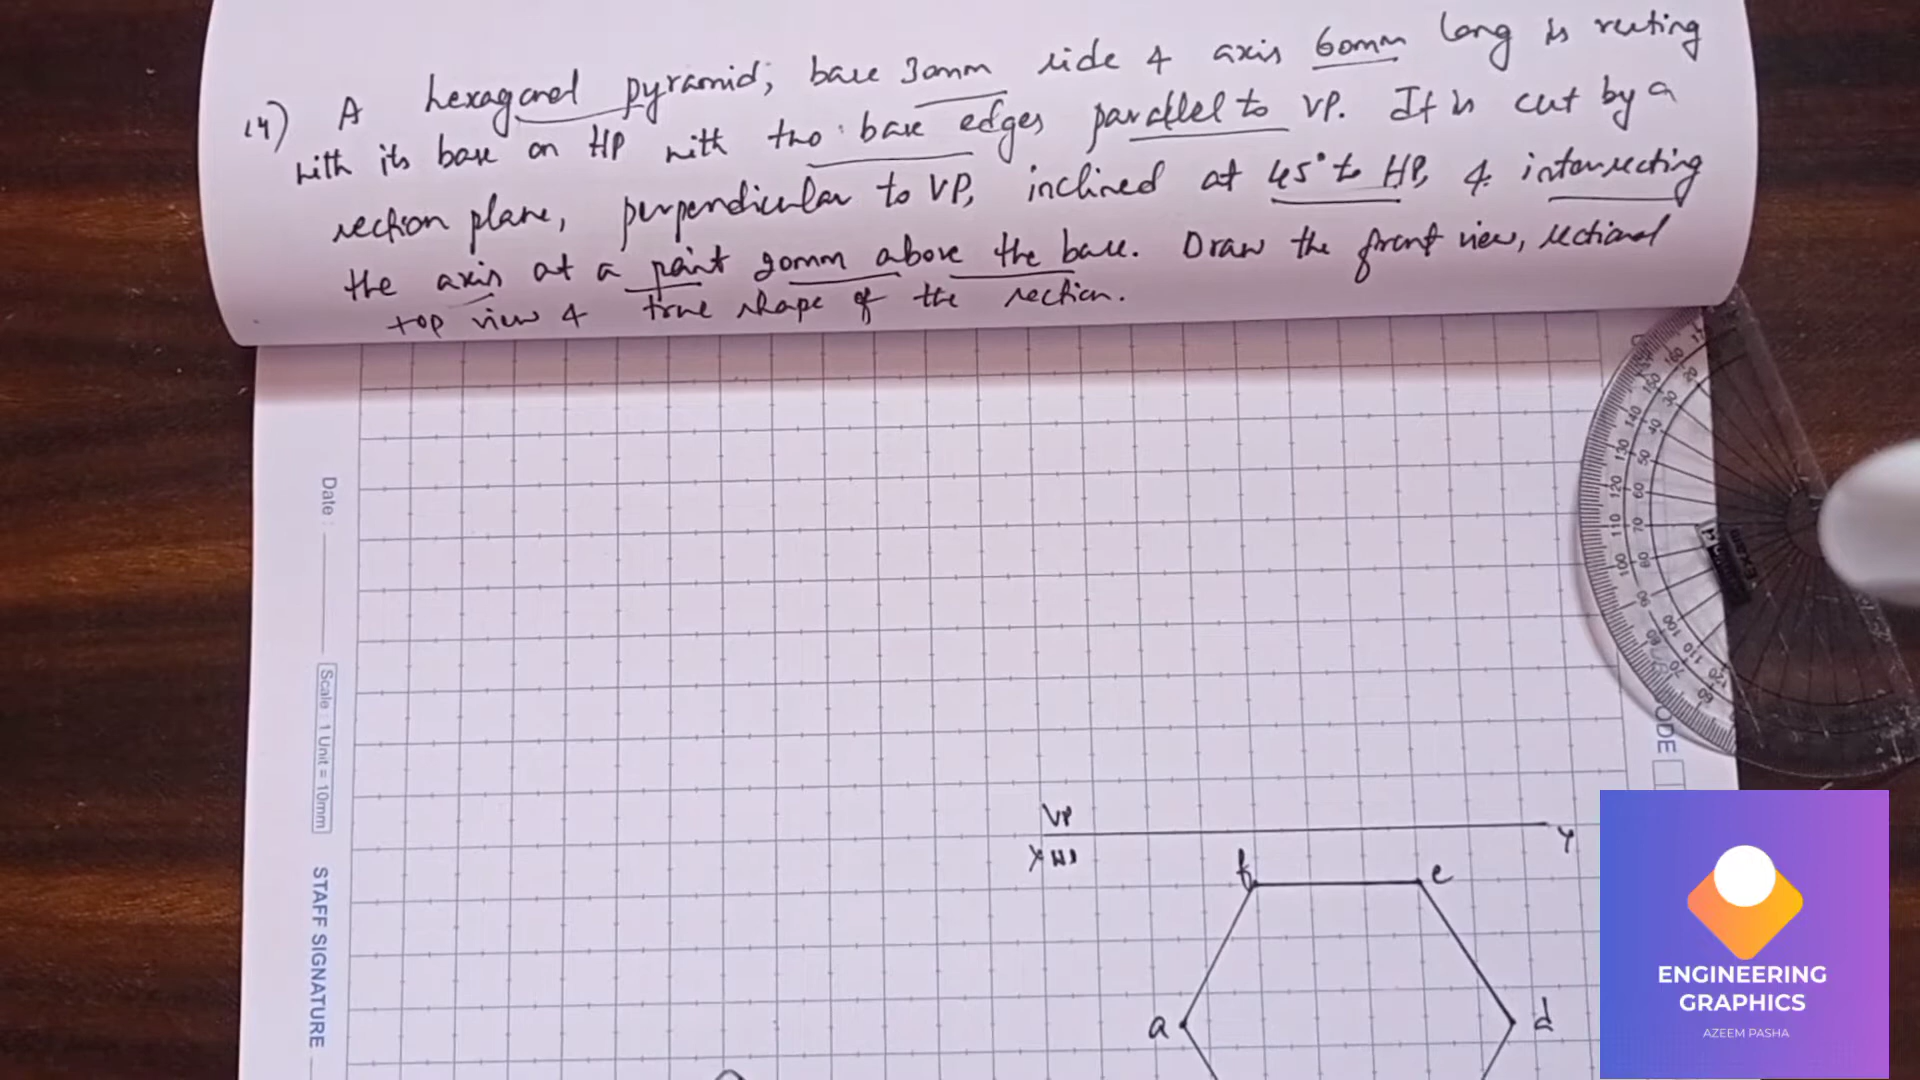 14) A hexagonal pyramid, base 30mm side & axis 60mm long is resting
with its base on HP with two base edges parallel to VP. It is cut by a
section plane, perpendicular to VP, inclined at 45° to HP, & intersecting
the axis at a point 20mm above the base. Draw the front view, sectional
top view & true shape of the section.
Date :
Scale : 1 Unit = 10mm
STAFF SIGNATURE
VP
X HP
Y
f
e
a
d
ODE
ENGINEERING
GRAPHICS
AZEEM PASHA